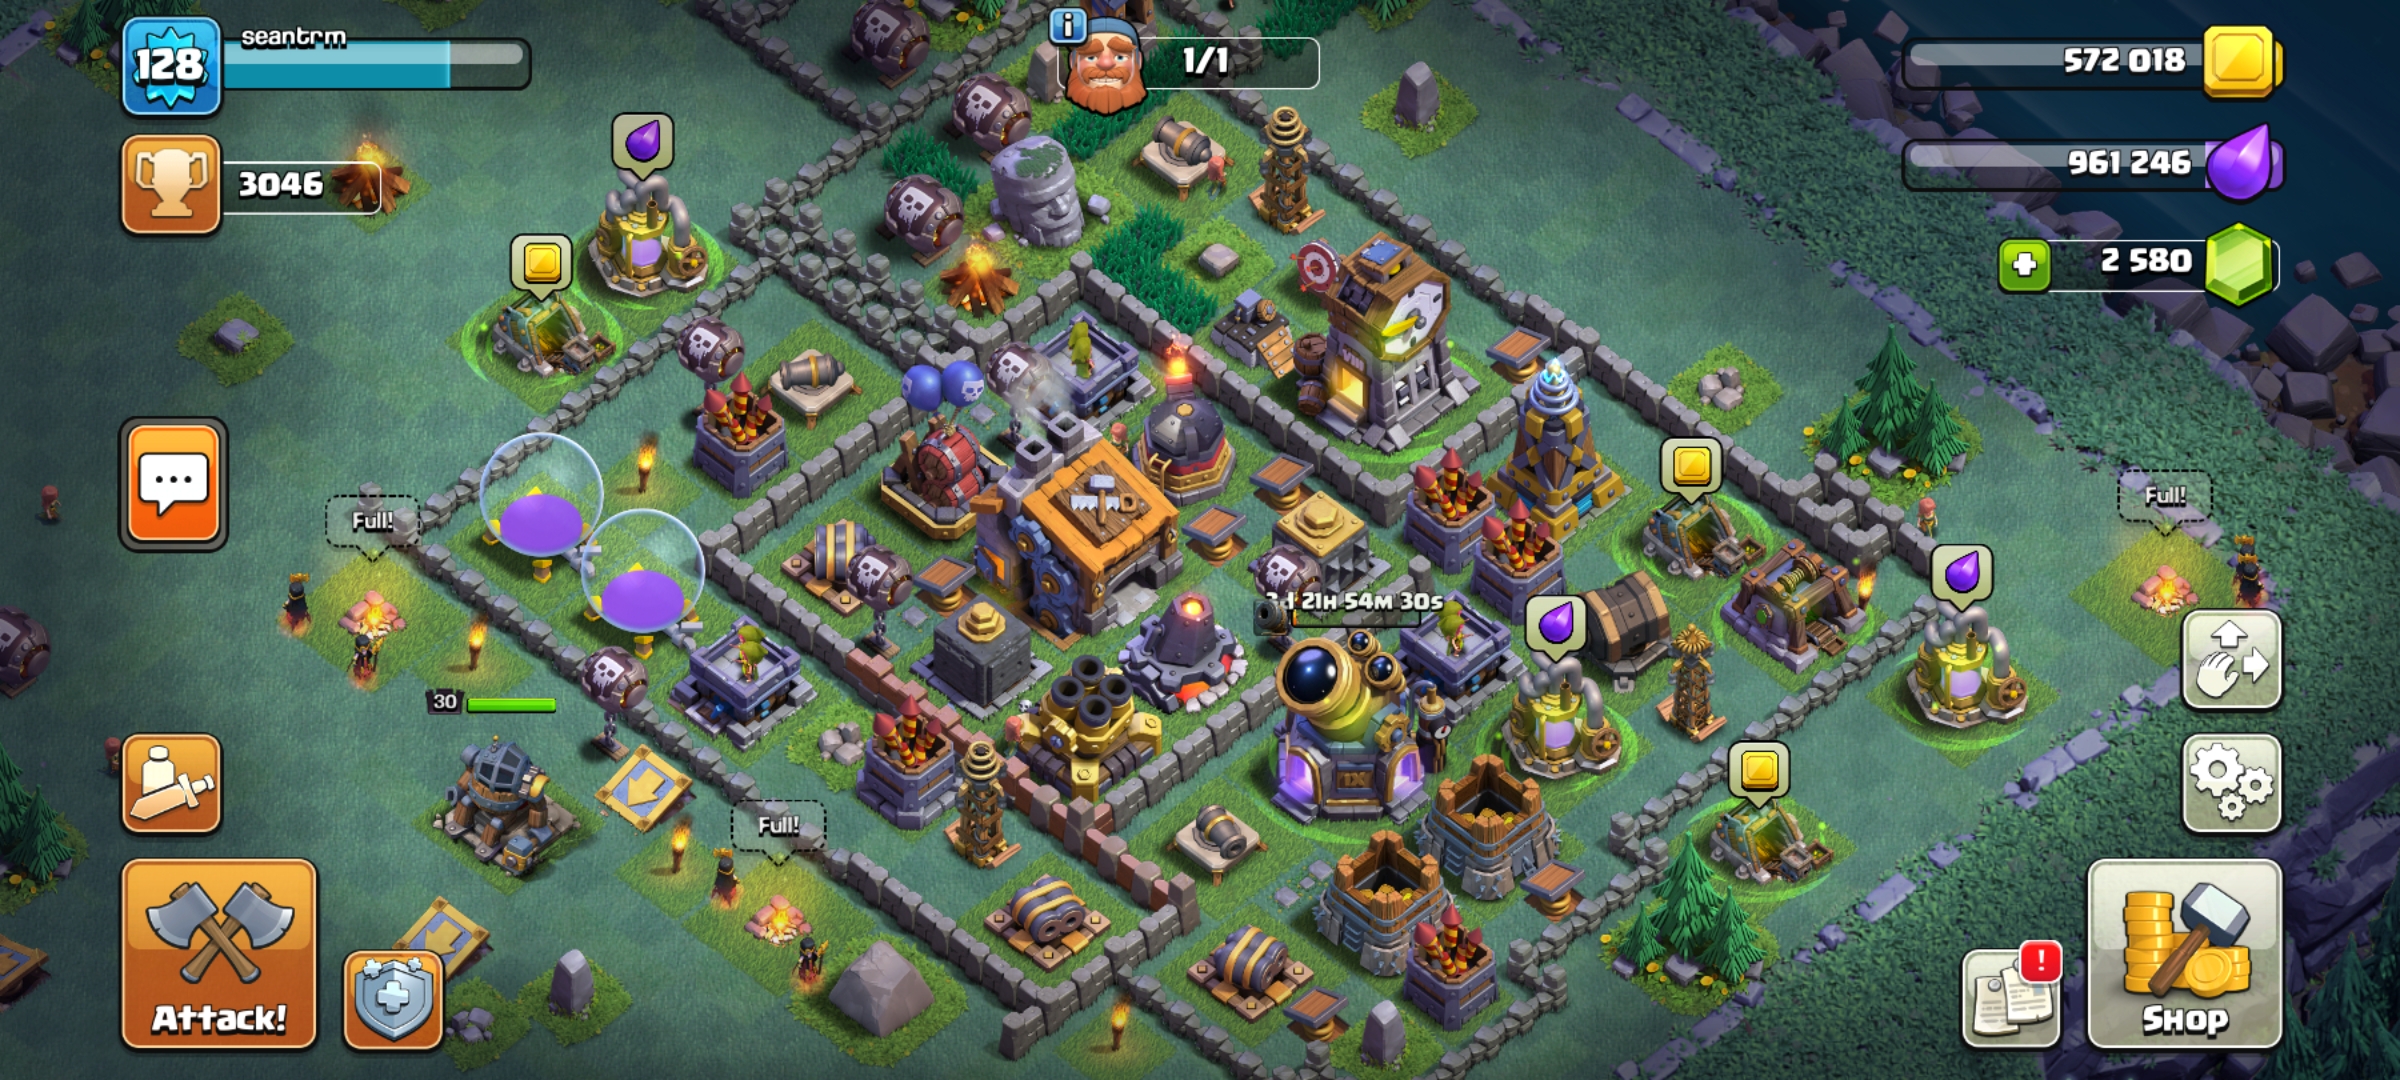 128
seantrm
1/1
572 018
3046
961 246
2 580
Full!
Full!
21H 54M 30s
30
Full!
Attack!
Shop